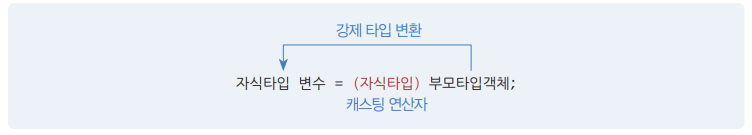 강제 타입 변환
자식타입 변수 = (자식타입) 부모타입객체;
캐스팅 연산자